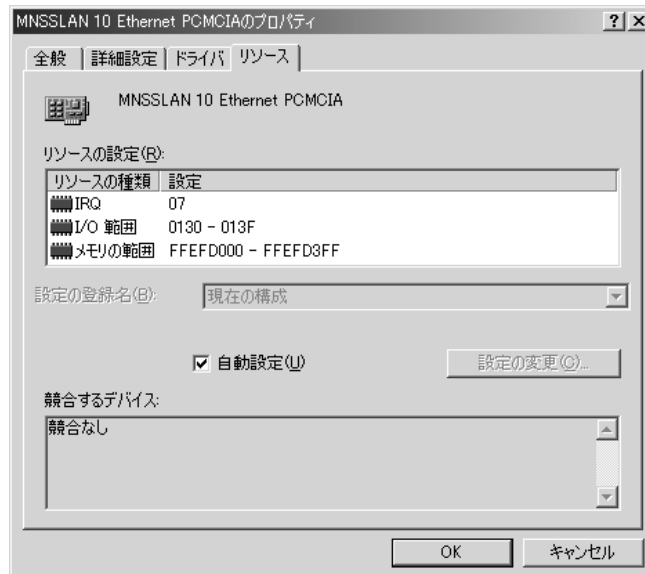 MNSSLAN 10 Ethernet PCMCIAのプロパティ
全般 詳細設定 ドライバ リソース
MNSSLAN 10 Ethernet PCMCIA
リソースの設定(R):
リソースの種類 設定
IRQ 07
I/O 範囲 0130 - 013F
メモリの範囲 FFEFD000 - FFEFD3FF
設定の登録名(B): 現在の構成
自動設定(U) 設定の変更(C)...
競合するデバイス:
競合なし
OK キャンセル